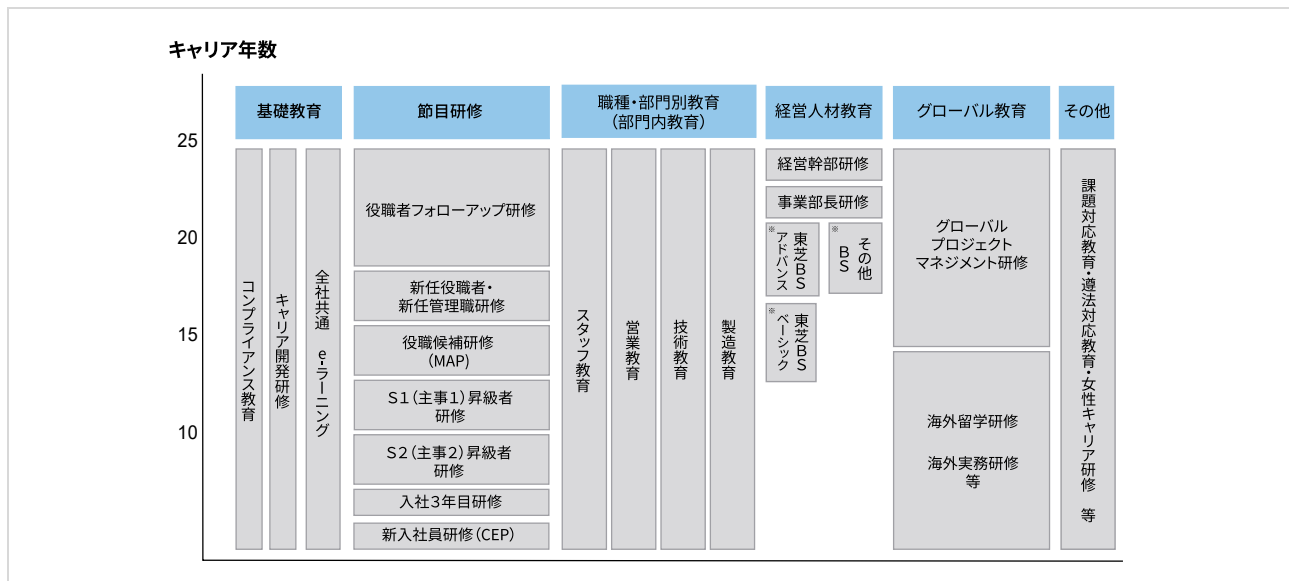 キャリア年数
25
20
15
10
基礎教育
コンプライアンス教育
キャリア開発研修
全社共通 e-ラーニング
節目研修
役職者フォローアップ研修
新任役職者・
新任管理職研修
役職候補研修
(MAP)
S1(主事1)昇級者
研修
S2(主事2)昇級者
研修
入社3年目研修
新入社員研修(CEP)
職種・部門別教育
(部門内教育)
スタッフ教育
営業教育
技術教育
製造教育
経営人材教育
経営幹部研修
事業部長研修
※
東芝BS
アドバンス
※
その他
BS
※
東芝BS
ベーシック
グローバル教育
グローバル
プロジェクト
マネジメント研修
海外留学研修
海外実務研修
等
その他
課題対応教育・遵法対応教育・女性キャリア研修 等